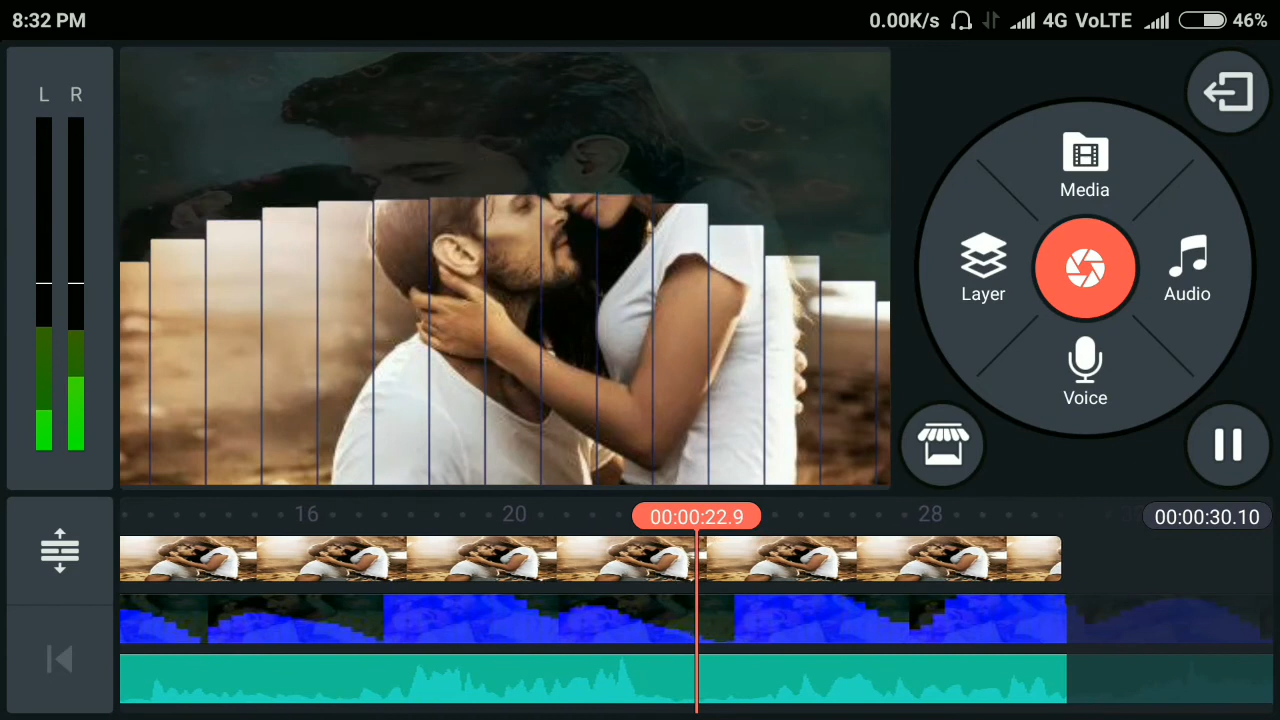 8:32 PM
0.00K/s 4G VoLTE 46%
L R
Media
Layer
Audio
Voice
16 20 00:00:22.9 28 00:00:30.10